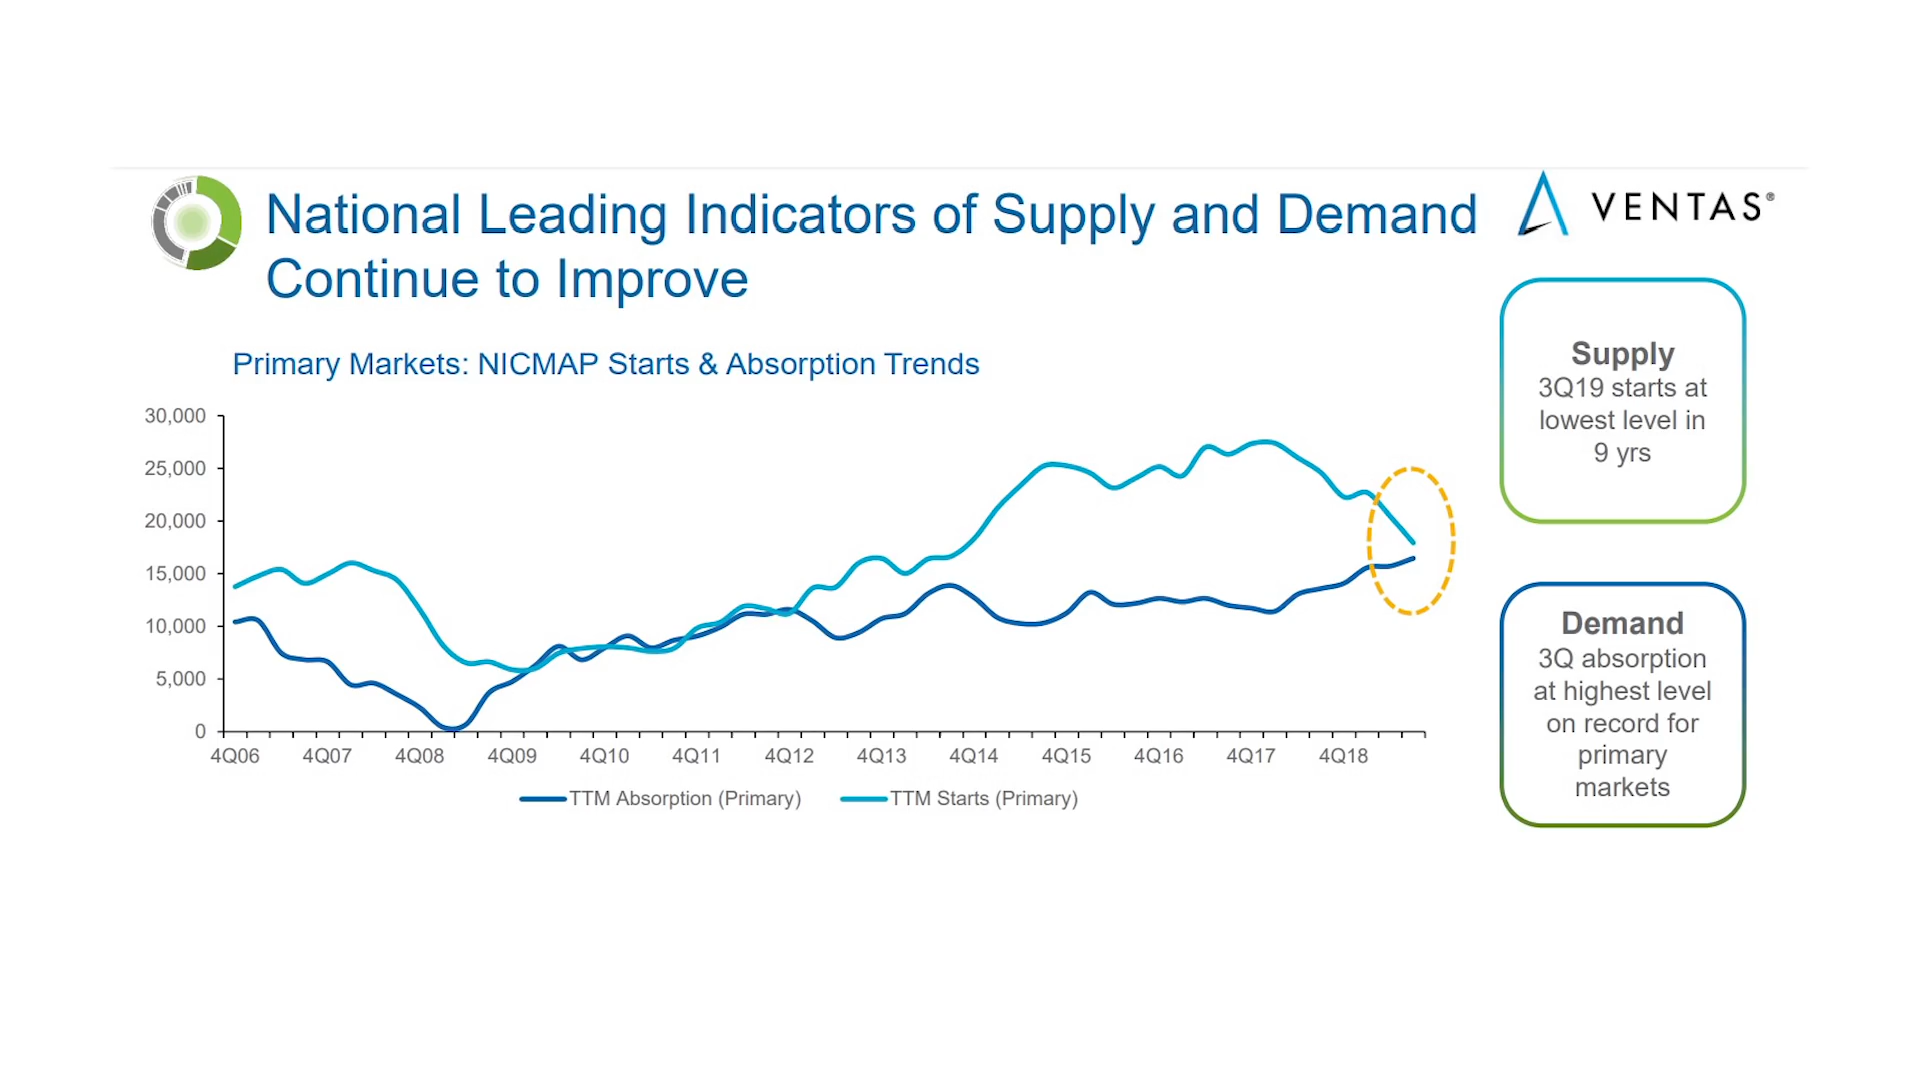 National Leading Indicators of Supply and Demand
Continue to Improve
VENTAS®
Primary Markets: NICMAP Starts & Absorption Trends
30,000
25,000
20,000
15,000
10,000
5,000
0
4Q06 4Q07 4Q08 4Q09 4Q10 4Q11 4Q12 4Q13 4Q14 4Q15 4Q16 4Q17 4Q18
TTM Absorption (Primary) TTM Starts (Primary)
Supply
3Q19 starts at
lowest level in
9 yrs
Demand
3Q absorption
at highest level
on record for
primary
markets